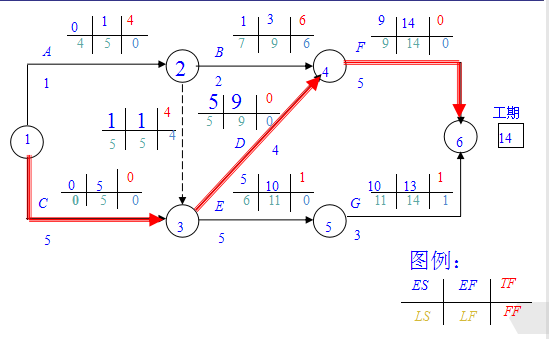 0 1 4
4 5 0
1 3 6
7 9 6
9 14 0
9 14 0
A
B
F
1
2
2
4
5
工期
14
1 1 4
5 5 4
5 9 0
5 9 0
D
4
1
6
0 5 0
0 5 0
5 10 1
6 11 0
10 13 1
11 14 1
C
3
E
5
G
5
5
3
图例：
ES EF TF
LS LF FF